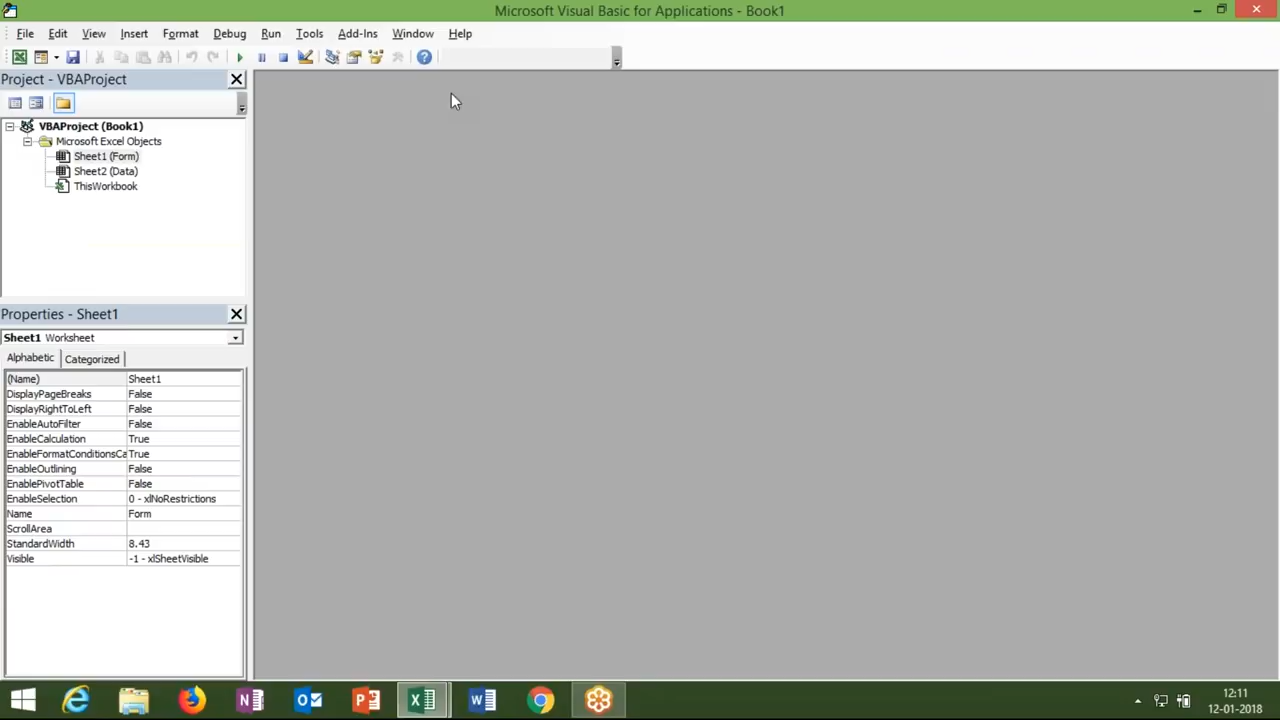 Microsoft Visual Basic for Applications - Book1
File Edit View Insert Format Debug Run Tools Add-Ins Window Help
Project - VBAProject
VBAProject (Book1)
Microsoft Excel Objects
Sheet1 (Form)
Sheet2 (Data)
ThisWorkbook
Properties - Sheet1
Sheet1 Worksheet
Alphabetic Categorized
(Name) Sheet1
DisplayPageBreaks False
DisplayRightToLeft False
EnableAutoFilter False
EnableCalculation True
EnableFormatConditionsCa True
EnableOutlining False
EnablePivotTable False
EnableSelection 0 - xlNoRestrictions
Name Form
ScrollArea
StandardWidth 8.43
Visible -1 - xlSheetVisible
12:11
12-01-2018